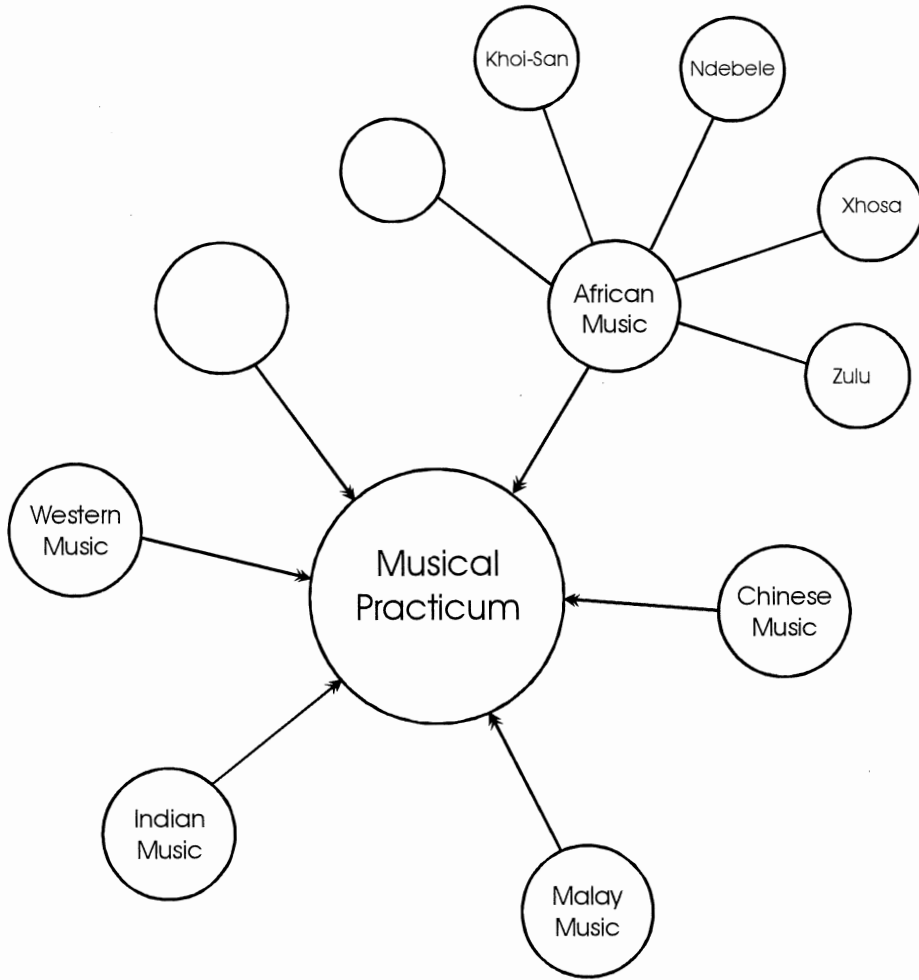 Khoi-San
Ndebele
Xhosa
African
Music
Zulu
Western
Music
Musical
Practicum
Chinese
Music
Indian
Music
Malay
Music